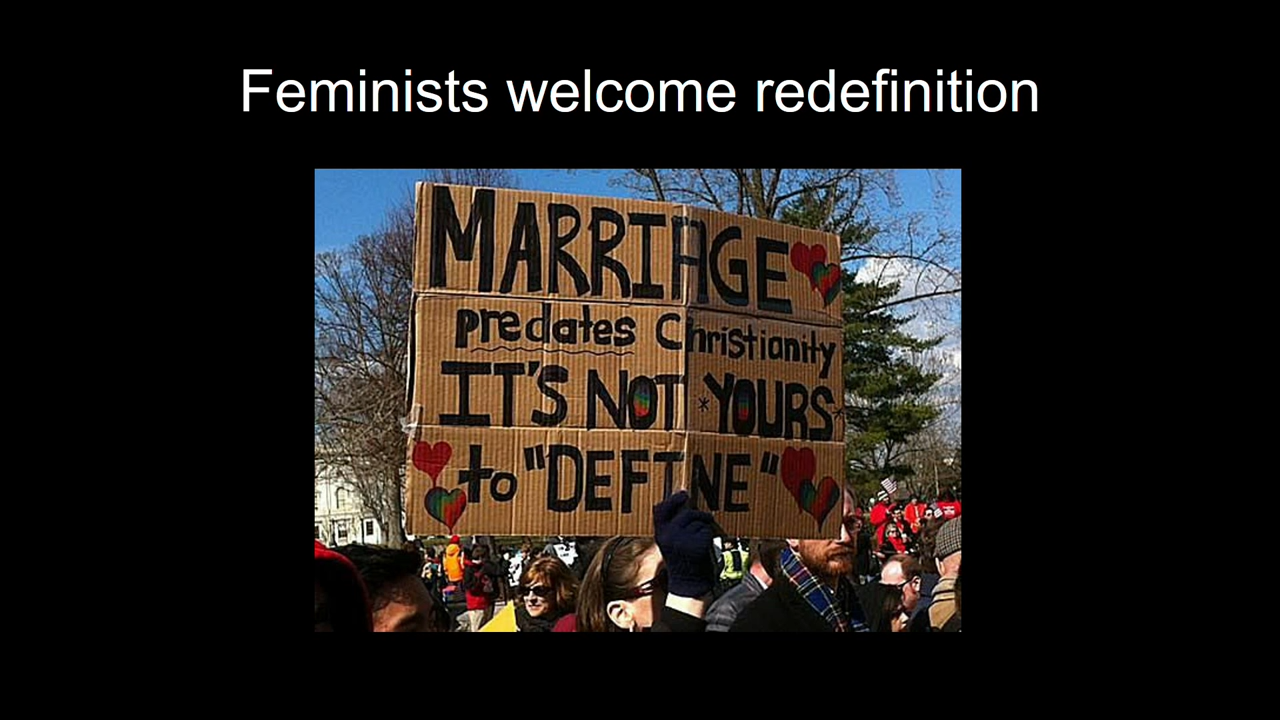 Feminists welcome redefinition
MARRIAGE
predates Christianity
IT'S NOT *YOURS*
to "DEFINE"